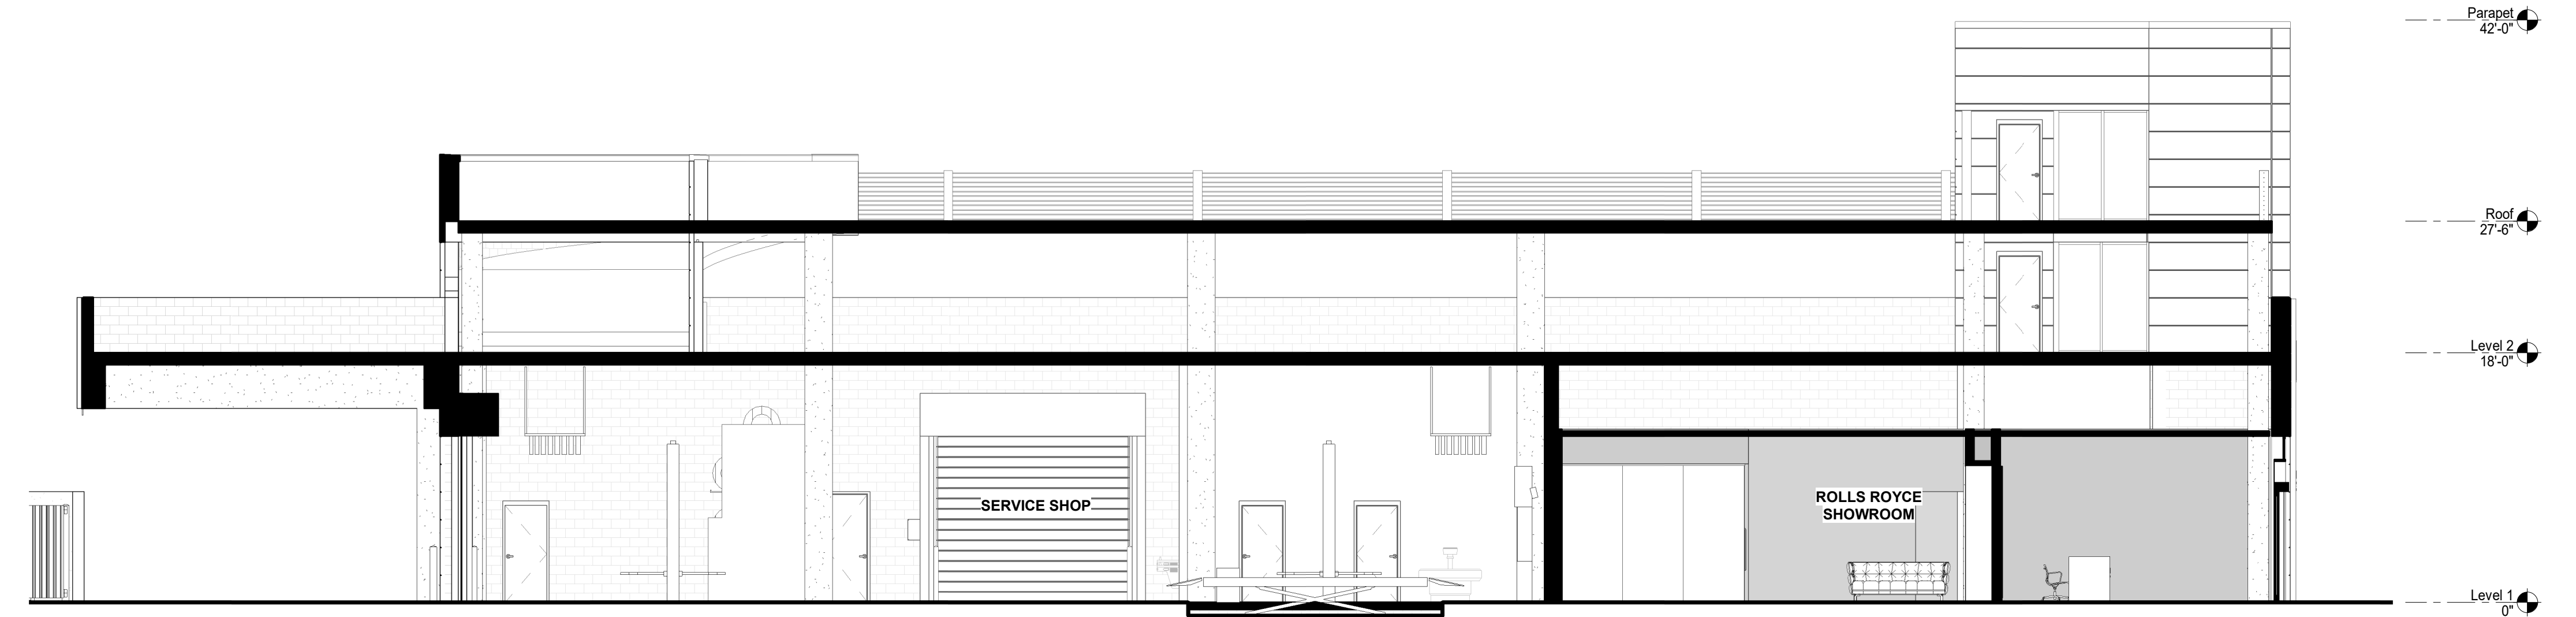 Parapet
42'-0"
Roof
27'-6"
Level 2
18'-0"
SERVICE SHOP
ROLLS ROYCE
SHOWROOM
Level 1
0"